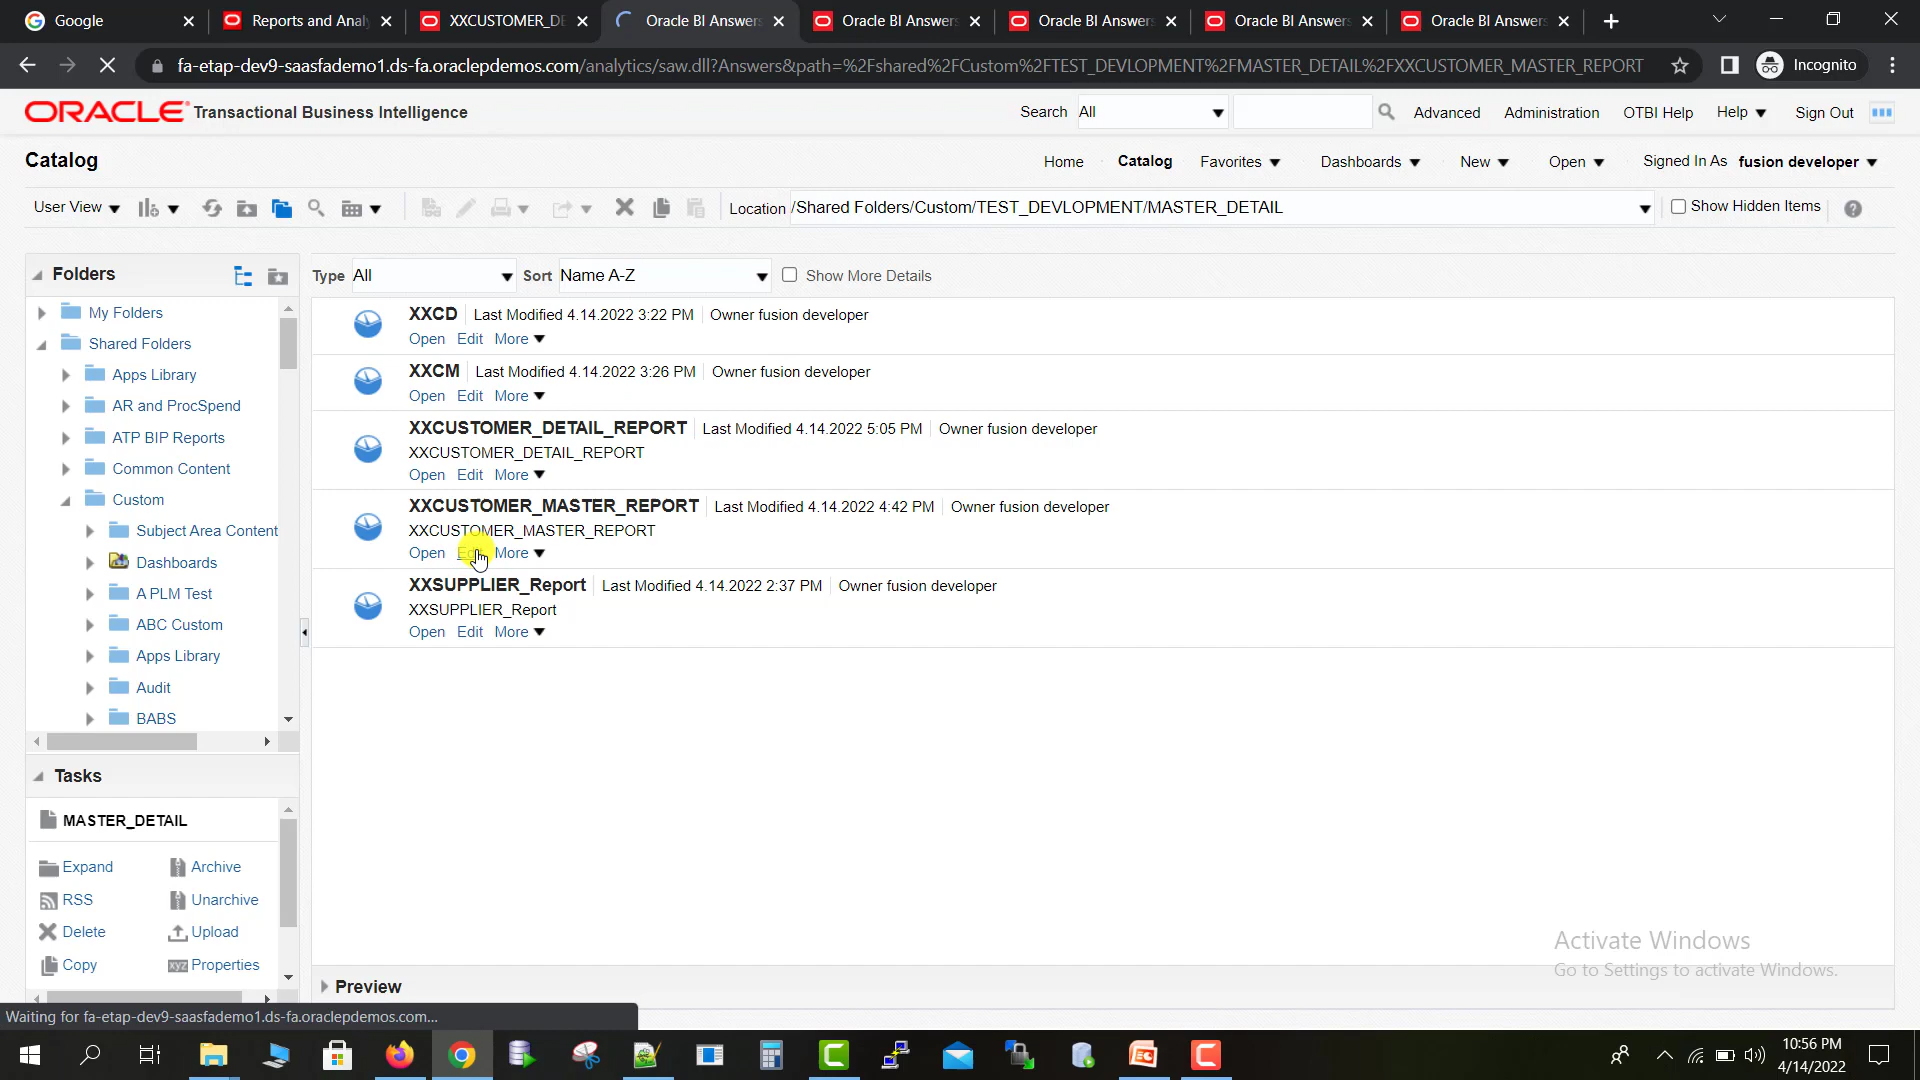 Google
Reports and Analy
XXCUSTOMER_DE
Oracle BI Answers
Oracle BI Answers
Oracle BI Answers
Oracle BI Answers
Oracle BI Answers
fa-etap-dev9-saasfademo1.ds-fa.oraclepdemos.com/analytics/saw.dll?Answers&path=%2Fshared%2FCustom%2FTEST_DEVLOPMENT%2FMASTER_DETAIL%2FXXCUSTOMER_MASTER_REPORT
Incognito
ORACLE Transactional Business Intelligence
Search All Advanced Administration OTBI Help Help Sign Out
Catalog
Home Catalog Favorites Dashboards New Open Signed In As fusion developer
User View Location /Shared Folders/Custom/TEST_DEVLOPMENT/MASTER_DETAIL Show Hidden Items
Folders
My Folders
Shared Folders
Apps Library
AR and ProcSpend
ATP BIP Reports
Common Content
Custom
Subject Area Content
Dashboards
A PLM Test
ABC Custom
Apps Library
Audit
BABS
Tasks
MASTER_DETAIL
Expand Archive
RSS Unarchive
Delete Upload
Copy xyz Properties
Type All Sort Name A-Z Show More Details
XXCD Last Modified 4.14.2022 3:22 PM Owner fusion developer
Open Edit More
XXCM Last Modified 4.14.2022 3:26 PM Owner fusion developer
Open Edit More
XXCUSTOMER_DETAIL_REPORT Last Modified 4.14.2022 5:05 PM Owner fusion developer
XXCUSTOMER_DETAIL_REPORT
Open Edit More
XXCUSTOMER_MASTER_REPORT Last Modified 4.14.2022 4:42 PM Owner fusion developer
XXCUSTOMER_MASTER_REPORT
Open Edit More
XXSUPPLIER_Report Last Modified 4.14.2022 2:37 PM Owner fusion developer
XXSUPPLIER_Report
Open Edit More
Preview
Activate Windows
Go to Settings to activate Windows.
Waiting for fa-etap-dev9-saasfademo1.ds-fa.oraclepdemos.com...
10:56 PM
4/14/2022